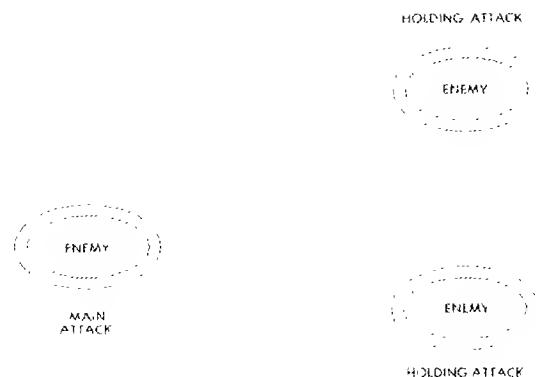 HOLDING ATTACK
ENEMY
ENEMY
MAIN
ATTACK
ENEMY
HOLDING ATTACK